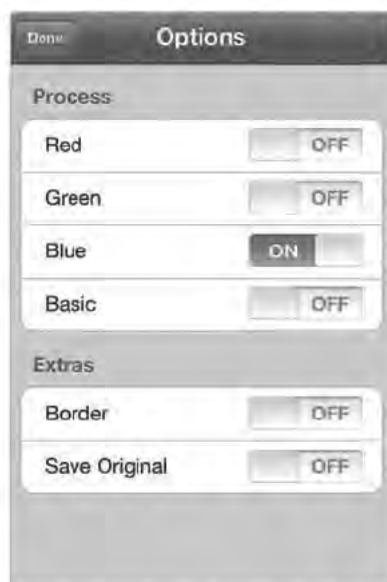 Done
Options
Process
Red OFF
Green OFF
Blue ON
Basic OFF
Extras
Border OFF
Save Original OFF